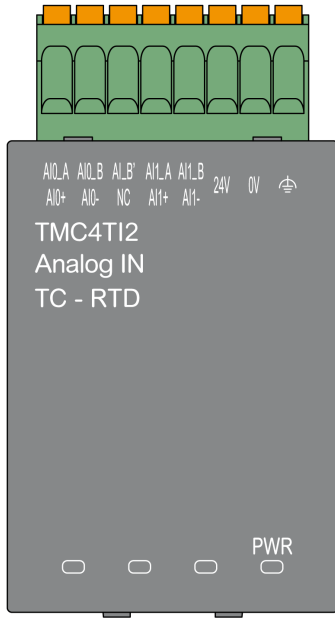 AI0_A AI0_B AI_B' AI1_A AI1_B 24V 0V
AI0+ AI0- NC AI1+ AI1-
TMC4TI2
Analog IN
TC - RTD
PWR